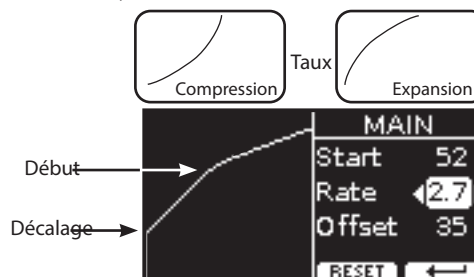 Compression
Taux
Expansion
Début
Décalage
MAIN
Start 52
Rate 2.7
Offset 35
RESET